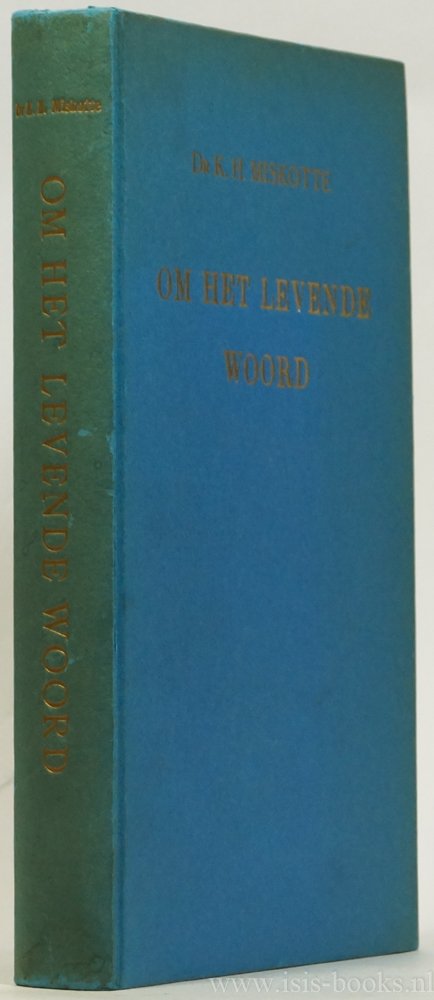 Dr K. H. Miskotte
OM HET LEVENDE WOORD
Dr K. H. MISKOTTE
OM HET LEVENDE
WOORD
www.isis-books.nl